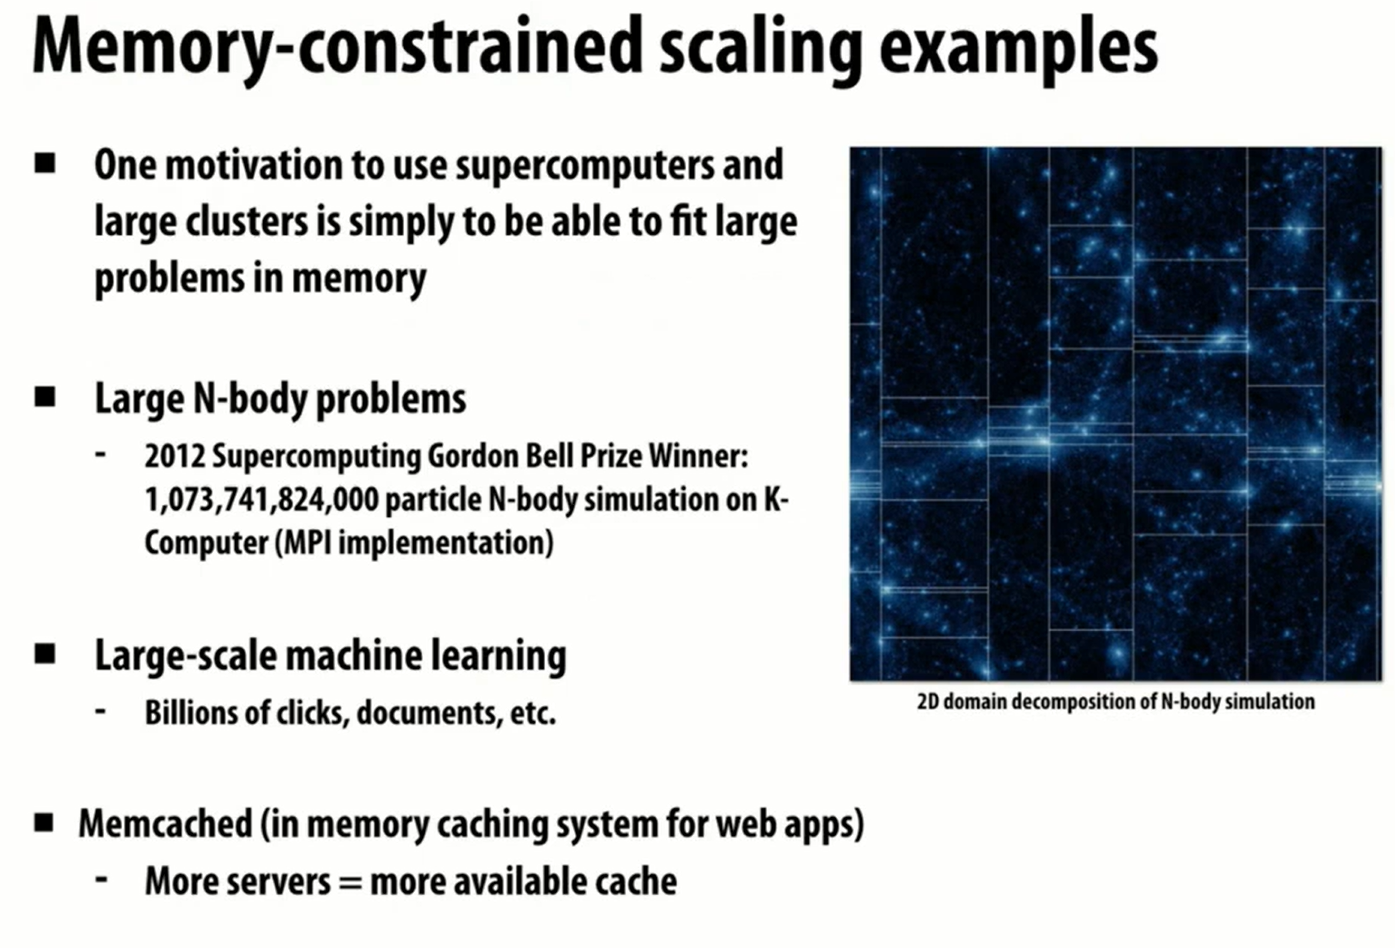 Memory-constrained scaling examples
■ One motivation to use supercomputers and
large clusters is simply to be able to fit large
problems in memory
■ Large N-body problems
- 2012 Supercomputing Gordon Bell Prize Winner:
1,073,741,824,000 particle N-body simulation on K-
Computer (MPI implementation)
■ Large-scale machine learning
- Billions of clicks, documents, etc.
■ Memcached (in memory caching system for web apps)
- More servers = more available cache
2D domain decomposition of N-body simulation